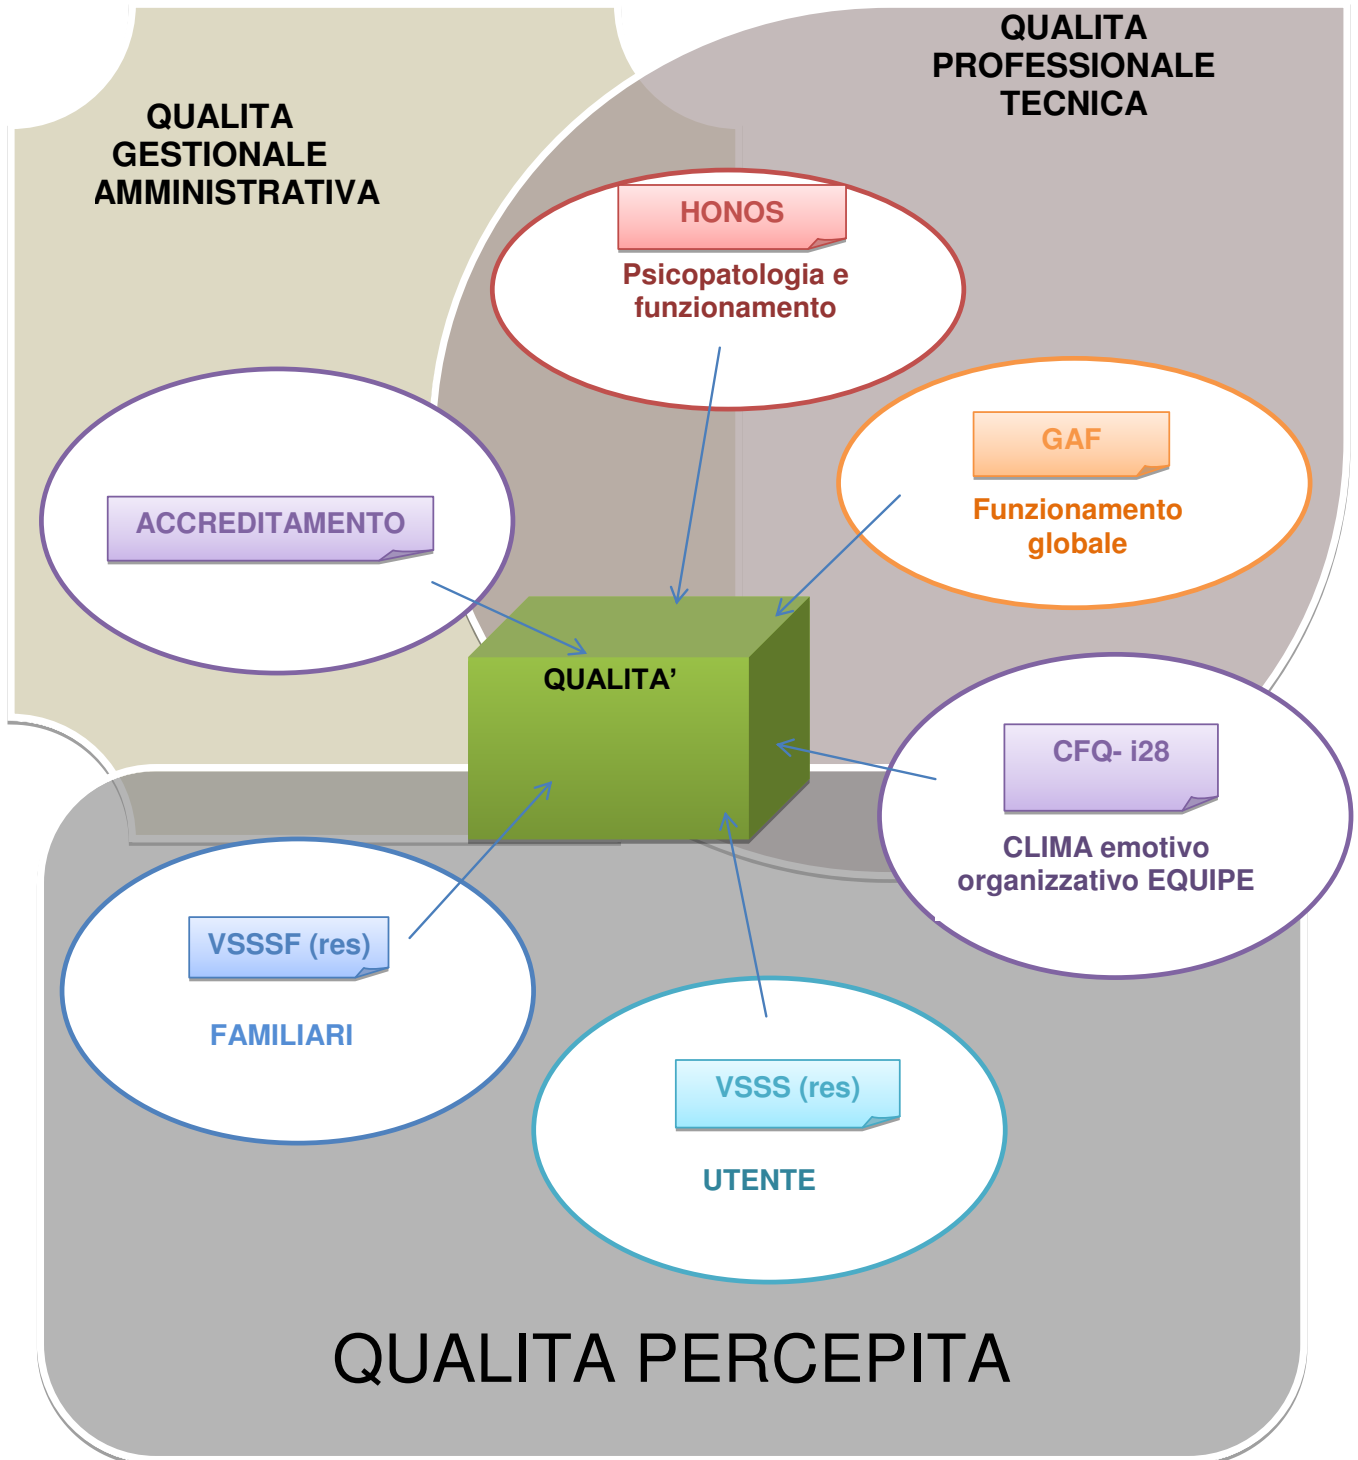 QUALITA
PROFESSIONALE
TECNICA
QUALITA
GESTIONALE
AMMINISTRATIVA
HONOS
Psicopatologia e
funzionamento
GAF
Funzionamento
globale
ACCREDITAMENTO
QUALITA’
CFQ- i28
CLIMA emotivo
organizzativo EQUIPE
VSSSF (res)
FAMILIARI
VSSS (res)
UTENTE
QUALITA PERCEPITA